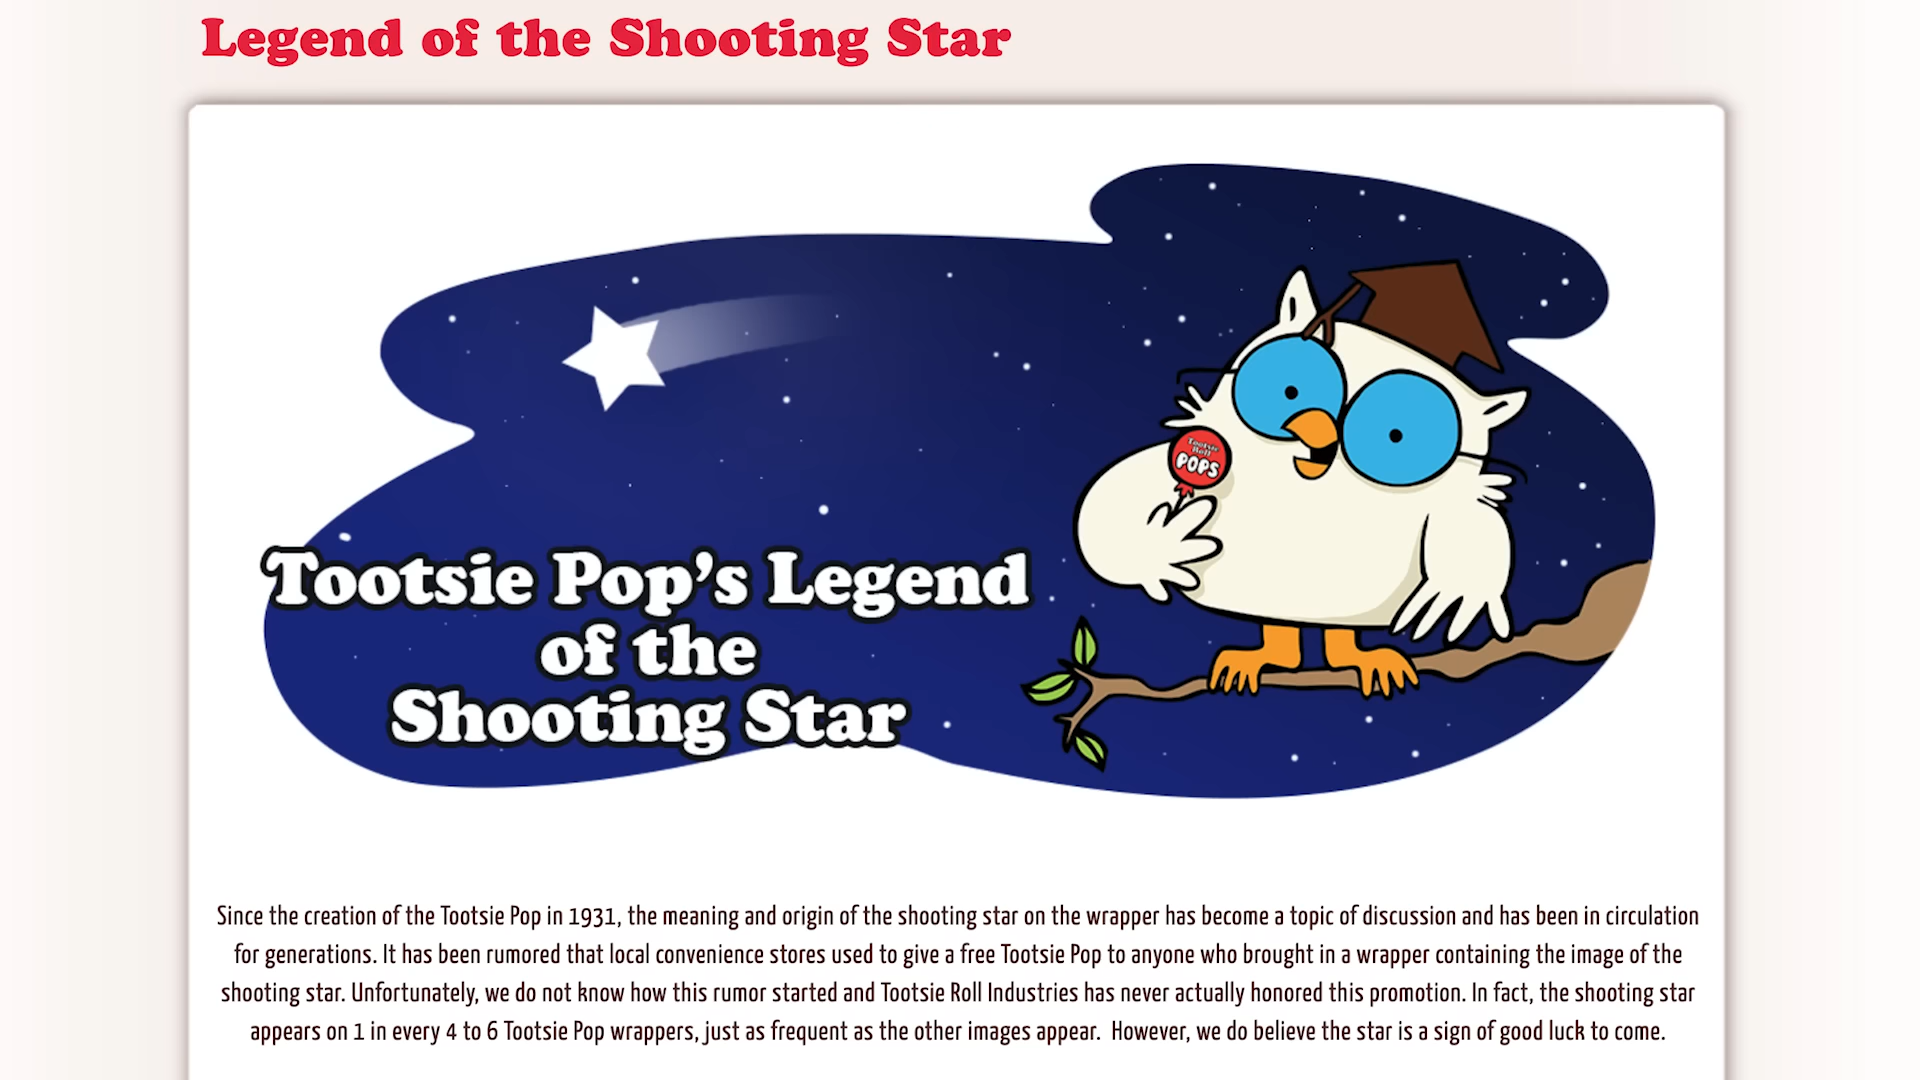 Legend of the Shooting Star
Tootsie Pop's Legend
of the
Shooting Star
Tootsie
Roll
POPS
Since the creation of the Tootsie Pop in 1931, the meaning and origin of the shooting star on the wrapper has become a topic of discussion and has been in circulation
for generations. It has been rumored that local convenience stores used to give a free Tootsie Pop to anyone who brought in a wrapper containing the image of the
shooting star. Unfortunately, we do not know how this rumor started and Tootsie Roll Industries has never actually honored this promotion. In fact, the shooting star
appears on 1 in every 4 to 6 Tootsie Pop wrappers, just as frequent as the other images appear.  However, we do believe the star is a sign of good luck to come.